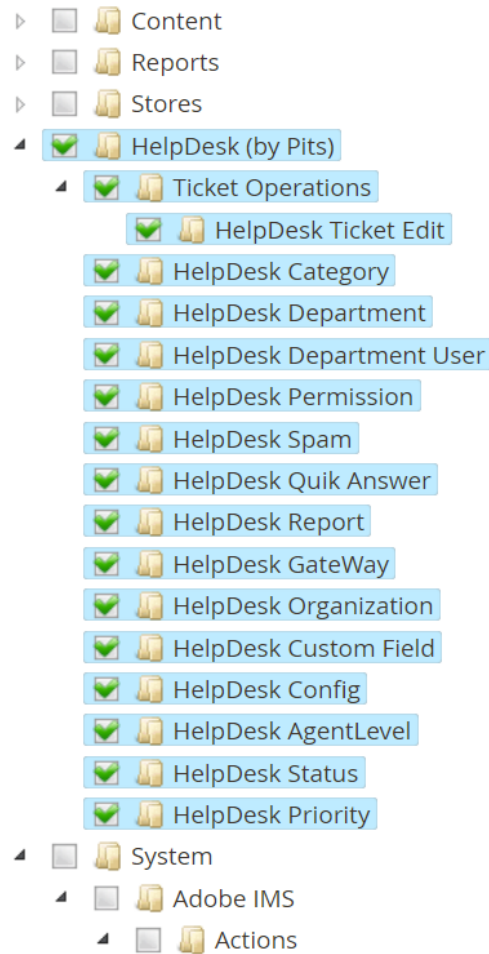 Content
Reports
Stores
HelpDesk (by Pits)
Ticket Operations
HelpDesk Ticket Edit
HelpDesk Category
HelpDesk Department
HelpDesk Department User
HelpDesk Permission
HelpDesk Spam
HelpDesk Quik Answer
HelpDesk Report
HelpDesk GateWay
HelpDesk Organization
HelpDesk Custom Field
HelpDesk Config
HelpDesk AgentLevel
HelpDesk Status
HelpDesk Priority
System
Adobe IMS
Actions